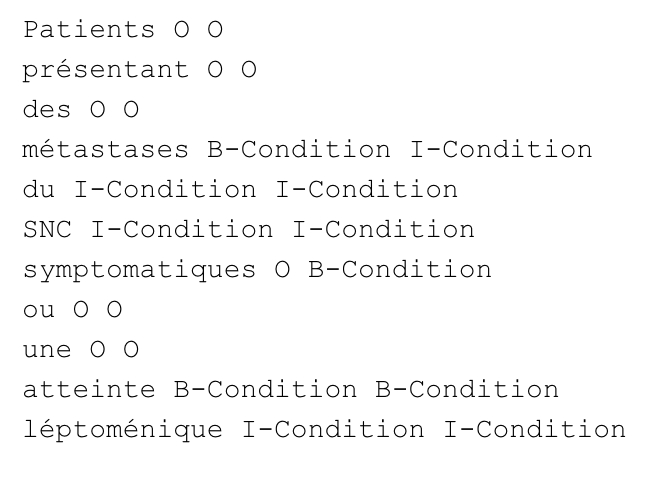 Patients O O
présentant O O
des O O
métastases B-Condition I-Condition
du I-Condition I-Condition
SNC I-Condition I-Condition
symptomatiques O B-Condition
ou O O
une O O
atteinte B-Condition B-Condition
léptoménique I-Condition I-Condition